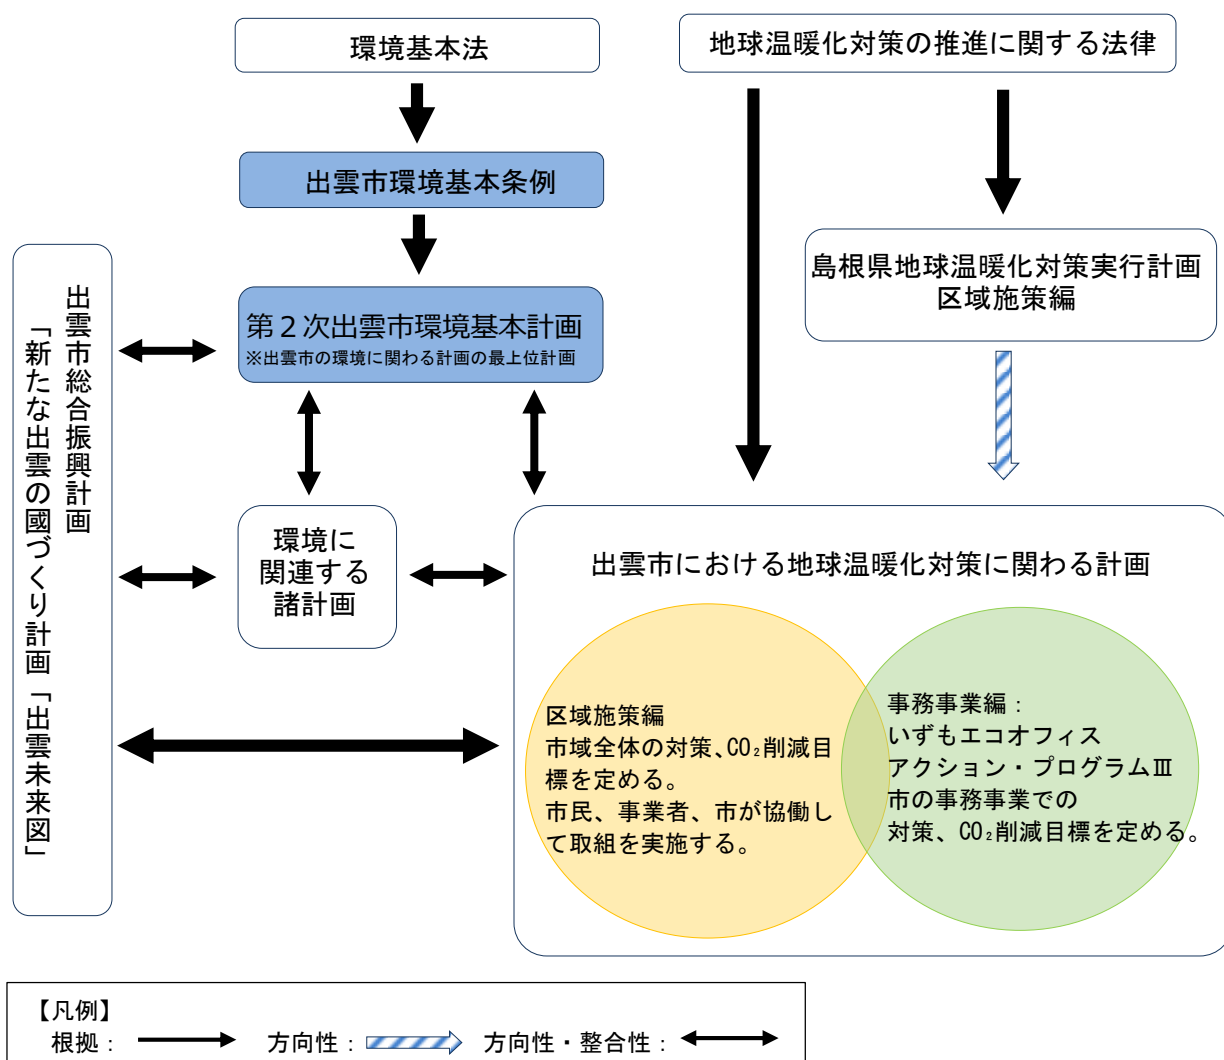 環境基本法
地球温暖化対策の推進に関する法律
出雲市環境基本条例
島根県地球温暖化対策実行計画
区域施策編
第２次出雲市環境基本計画
※出雲市の環境に関わる計画の最上位計画
出雲市総合振興計画
「新たな出雲の國づくり計画「出雲未来図」
環境に
関連する
諸計画
出雲市における地球温暖化対策に関わる計画
区域施策編
市域全体の対策、CO₂削減目
標を定める。
市民、事業者、市が協働し
て取組を実施する。
事務事業編：
いずもエコオフィス
アクション・プログラムⅢ
市の事務事業での
対策、CO₂削減目標を定める。
【凡例】
根拠： 方向性： 方向性・整合性：